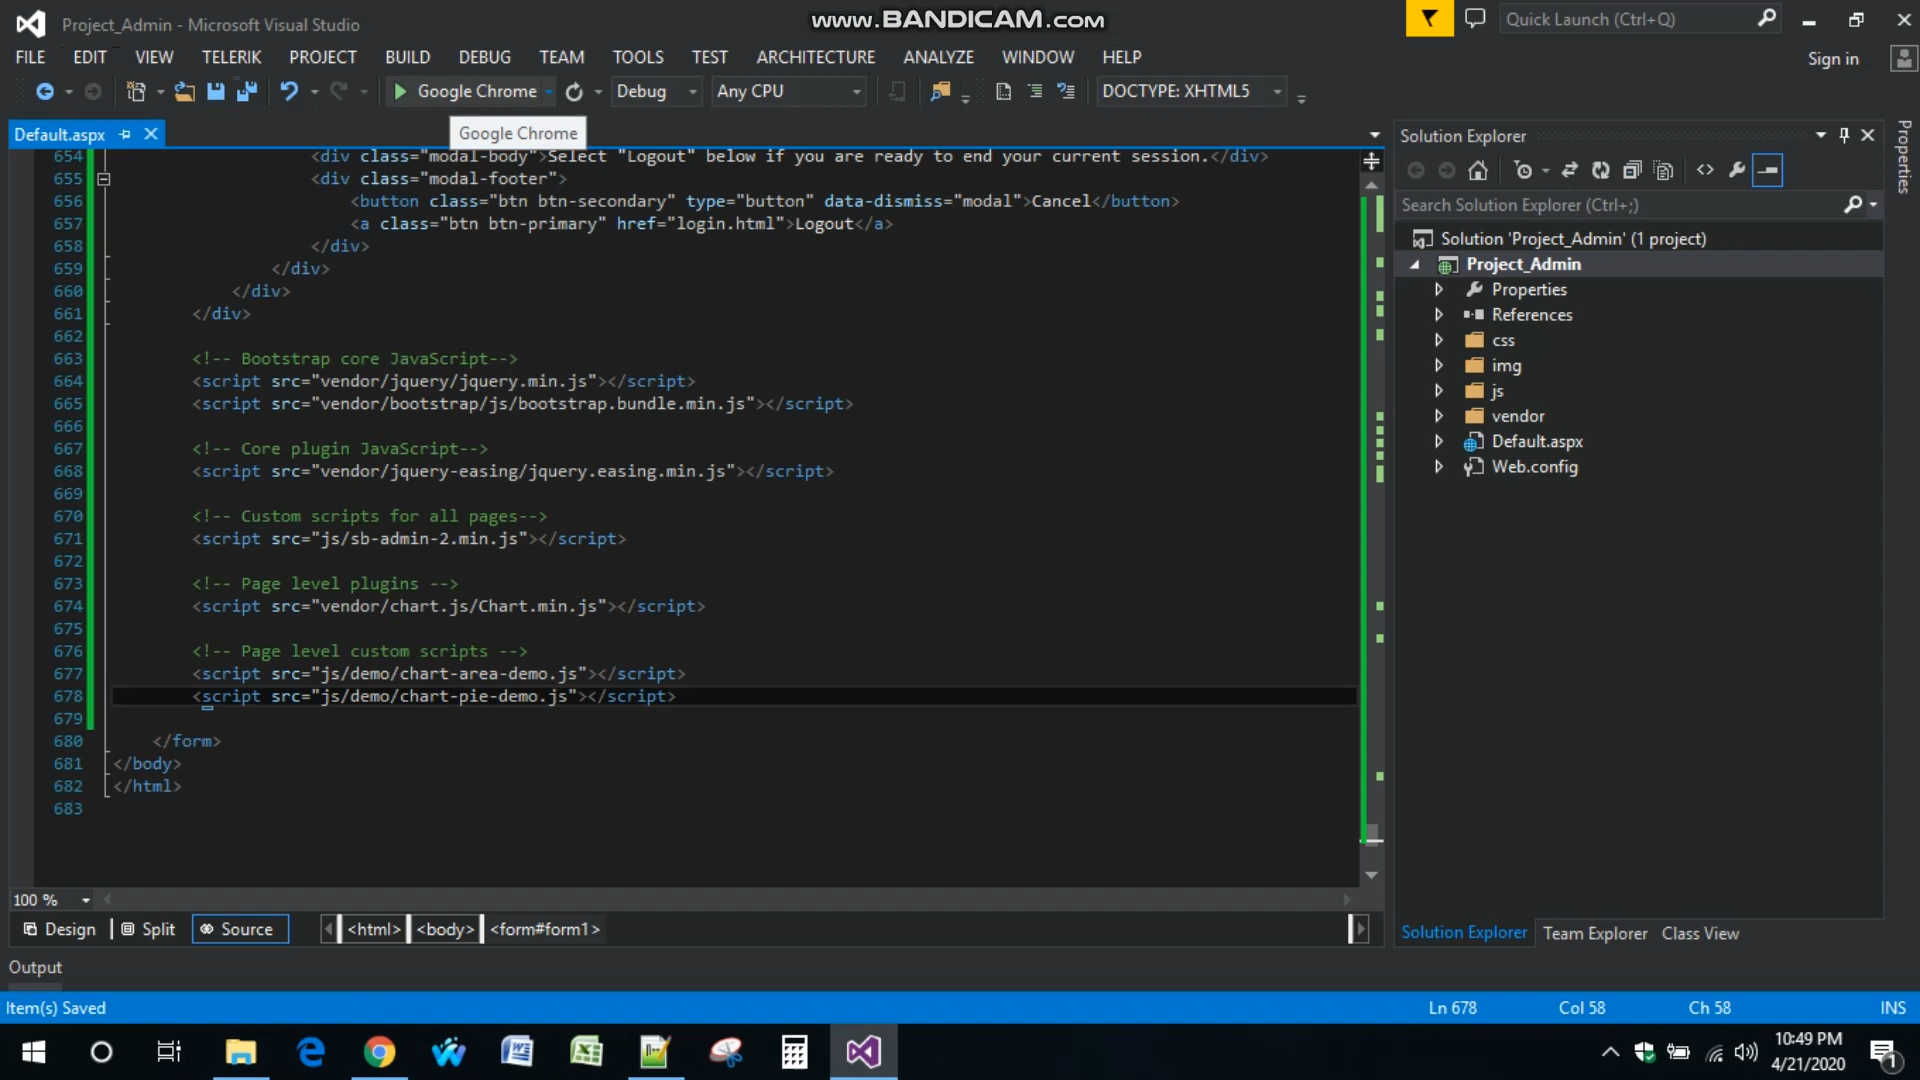 www.BANDICAM.com
Project_Admin - Microsoft Visual Studio
Quick Launch (Ctrl+Q)
FILE EDIT VIEW TELERIK PROJECT BUILD DEBUG TEAM TOOLS TEST ARCHITECTURE ANALYZE WINDOW HELP
Sign in
Google Chrome Debug Any CPU DOCTYPE: XHTML5
Default.aspx
Google Chrome
654 <div class="modal-body">Select "Logout" below if you are ready to end your current session.</div>
655 <div class="modal-footer">
656 <button class="btn btn-secondary" type="button" data-dismiss="modal">Cancel</button>
657 <a class="btn btn-primary" href="login.html">Logout</a>
658 </div>
659 </div>
660 </div>
661 </div>
662
663 <!-- Bootstrap core JavaScript-->
664 <script src="vendor/jquery/jquery.min.js"></script>
665 <script src="vendor/bootstrap/js/bootstrap.bundle.min.js"></script>
666
667 <!-- Core plugin JavaScript-->
668 <script src="vendor/jquery-easing/jquery.easing.min.js"></script>
669
670 <!-- Custom scripts for all pages-->
671 <script src="js/sb-admin-2.min.js"></script>
672
673 <!-- Page level plugins -->
674 <script src="vendor/chart.js/Chart.min.js"></script>
675
676 <!-- Page level custom scripts -->
677 <script src="js/demo/chart-area-demo.js"></script>
678 <script src="js/demo/chart-pie-demo.js"></script>
679
680 </form>
681 </body>
682 </html>
683
100 %
Design Split Source <html> <body> <form#form1>
Output
Solution Explorer
Search Solution Explorer (Ctrl+;)
Solution 'Project_Admin' (1 project)
Project_Admin
Properties
References
css
img
js
vendor
Default.aspx
Web.config
Solution Explorer Team Explorer Class View
Properties
Item(s) Saved Ln 678 Col 58 Ch 58 INS
10:49 PM
4/21/2020
1